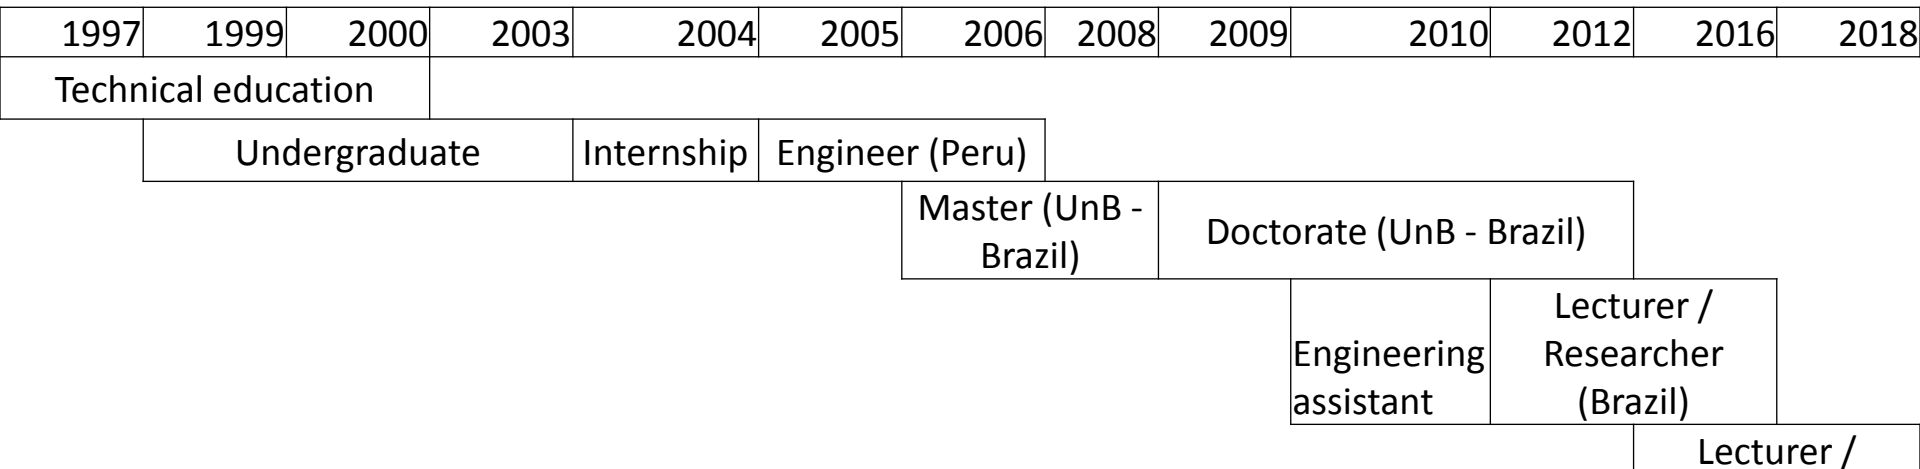 1997 1999 2000 2003 2004 2005 2006 2008 2009 2010 2012 2016 2018
Technical education
Undergraduate Internship Engineer (Peru)
Master (UnB -
Brazil)
Doctorate (UnB - Brazil)
Engineering
assistant
Lecturer /
Researcher
(Brazil)
Lecturer /